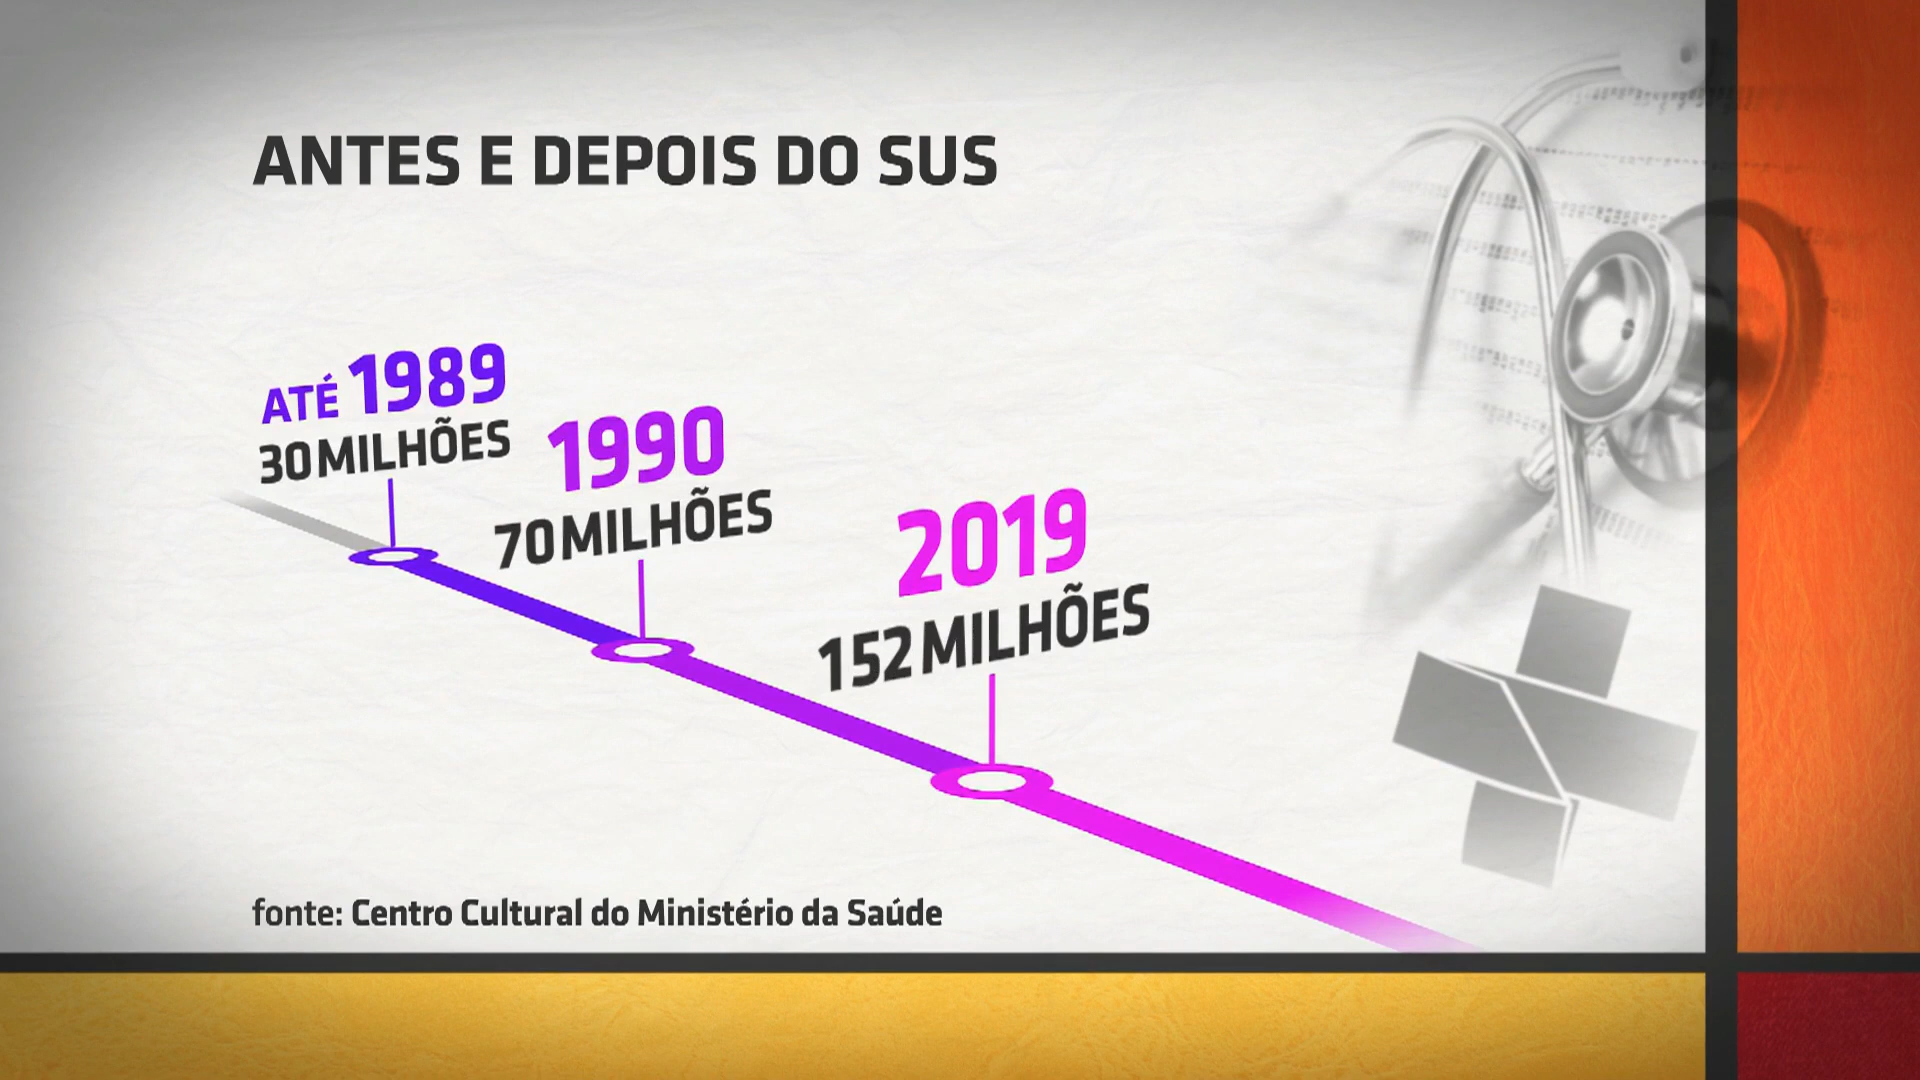 ANTES E DEPOIS DO SUS
ATÉ 1989
30 MILHÕES
1990
70 MILHÕES
2019
152 MILHÕES
fonte: Centro Cultural do Ministério da Saúde